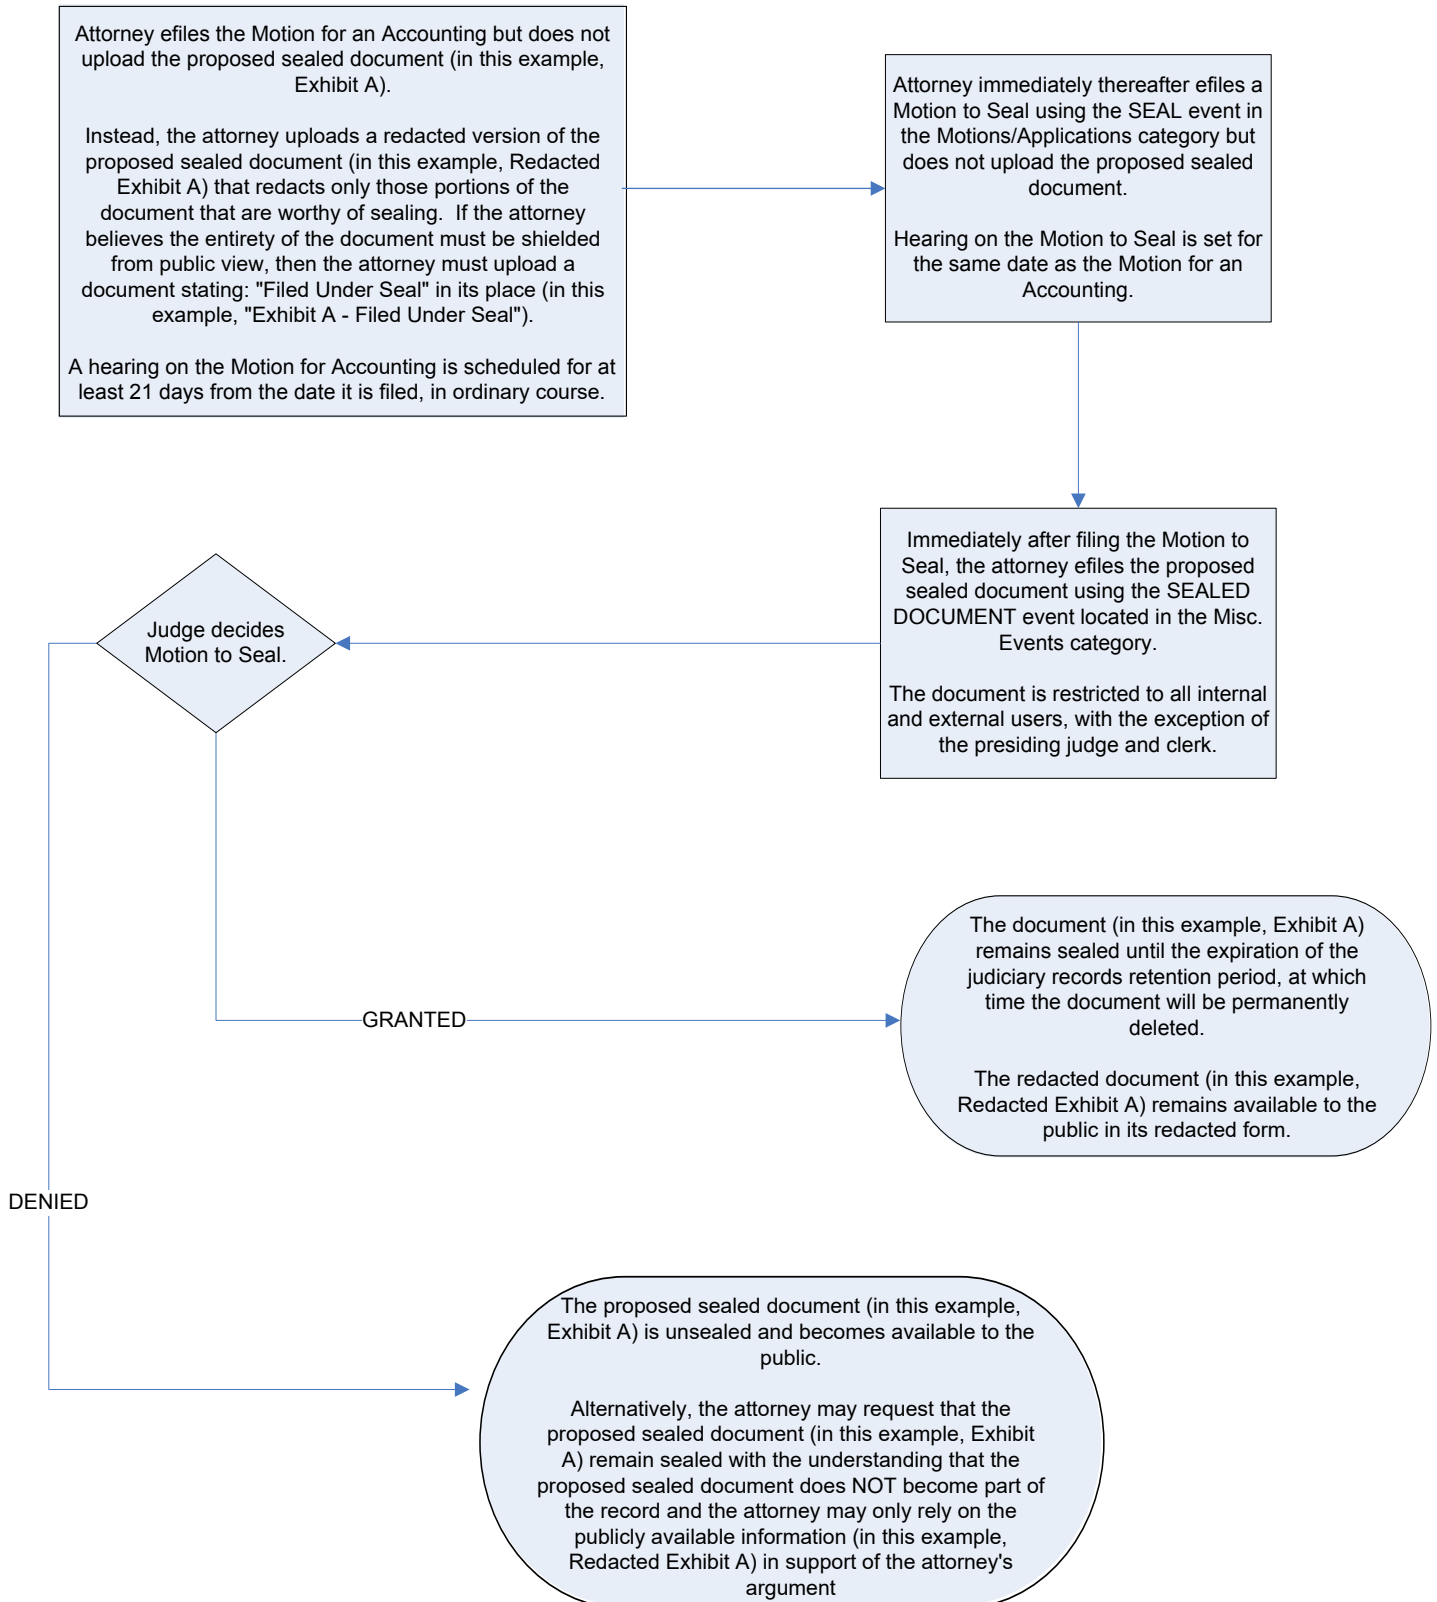 Attorney efiles the Motion for an Accounting but does not
upload the proposed sealed document (in this example,
Exhibit A).
Instead, the attorney uploads a redacted version of the
proposed sealed document (in this example, Redacted
Exhibit A) that redacts only those portions of the
document that are worthy of sealing.  If the attorney
believes the entirety of the document must be shielded
from public view, then the attorney must upload a
document stating: "Filed Under Seal" in its place (in this
example, "Exhibit A - Filed Under Seal").
A hearing on the Motion for Accounting is scheduled for at
least 21 days from the date it is filed, in ordinary course.
Attorney immediately thereafter efiles a
Motion to Seal using the SEAL event in
the Motions/Applications category but
does not upload the proposed sealed
document.
Hearing on the Motion to Seal is set for
the same date as the Motion for an
Accounting.
Immediately after filing the Motion to
Seal, the attorney efiles the proposed
sealed document using the SEALED
DOCUMENT event located in the Misc.
Events category.
The document is restricted to all internal
and external users, with the exception of
the presiding judge and clerk.
Judge decides
Motion to Seal.
GRANTED
The document (in this example, Exhibit A)
remains sealed until the expiration of the
judiciary records retention period, at which
time the document will be permanently
deleted.
The redacted document (in this example,
Redacted Exhibit A) remains available to the
public in its redacted form.
DENIED
The proposed sealed document (in this example,
Exhibit A) is unsealed and becomes available to the
public.
Alternatively, the attorney may request that the
proposed sealed document (in this example, Exhibit
A) remain sealed with the understanding that the
proposed sealed document does NOT become part of
the record and the attorney may only rely on the
publicly available information (in this example,
Redacted Exhibit A) in support of the attorney's
argument